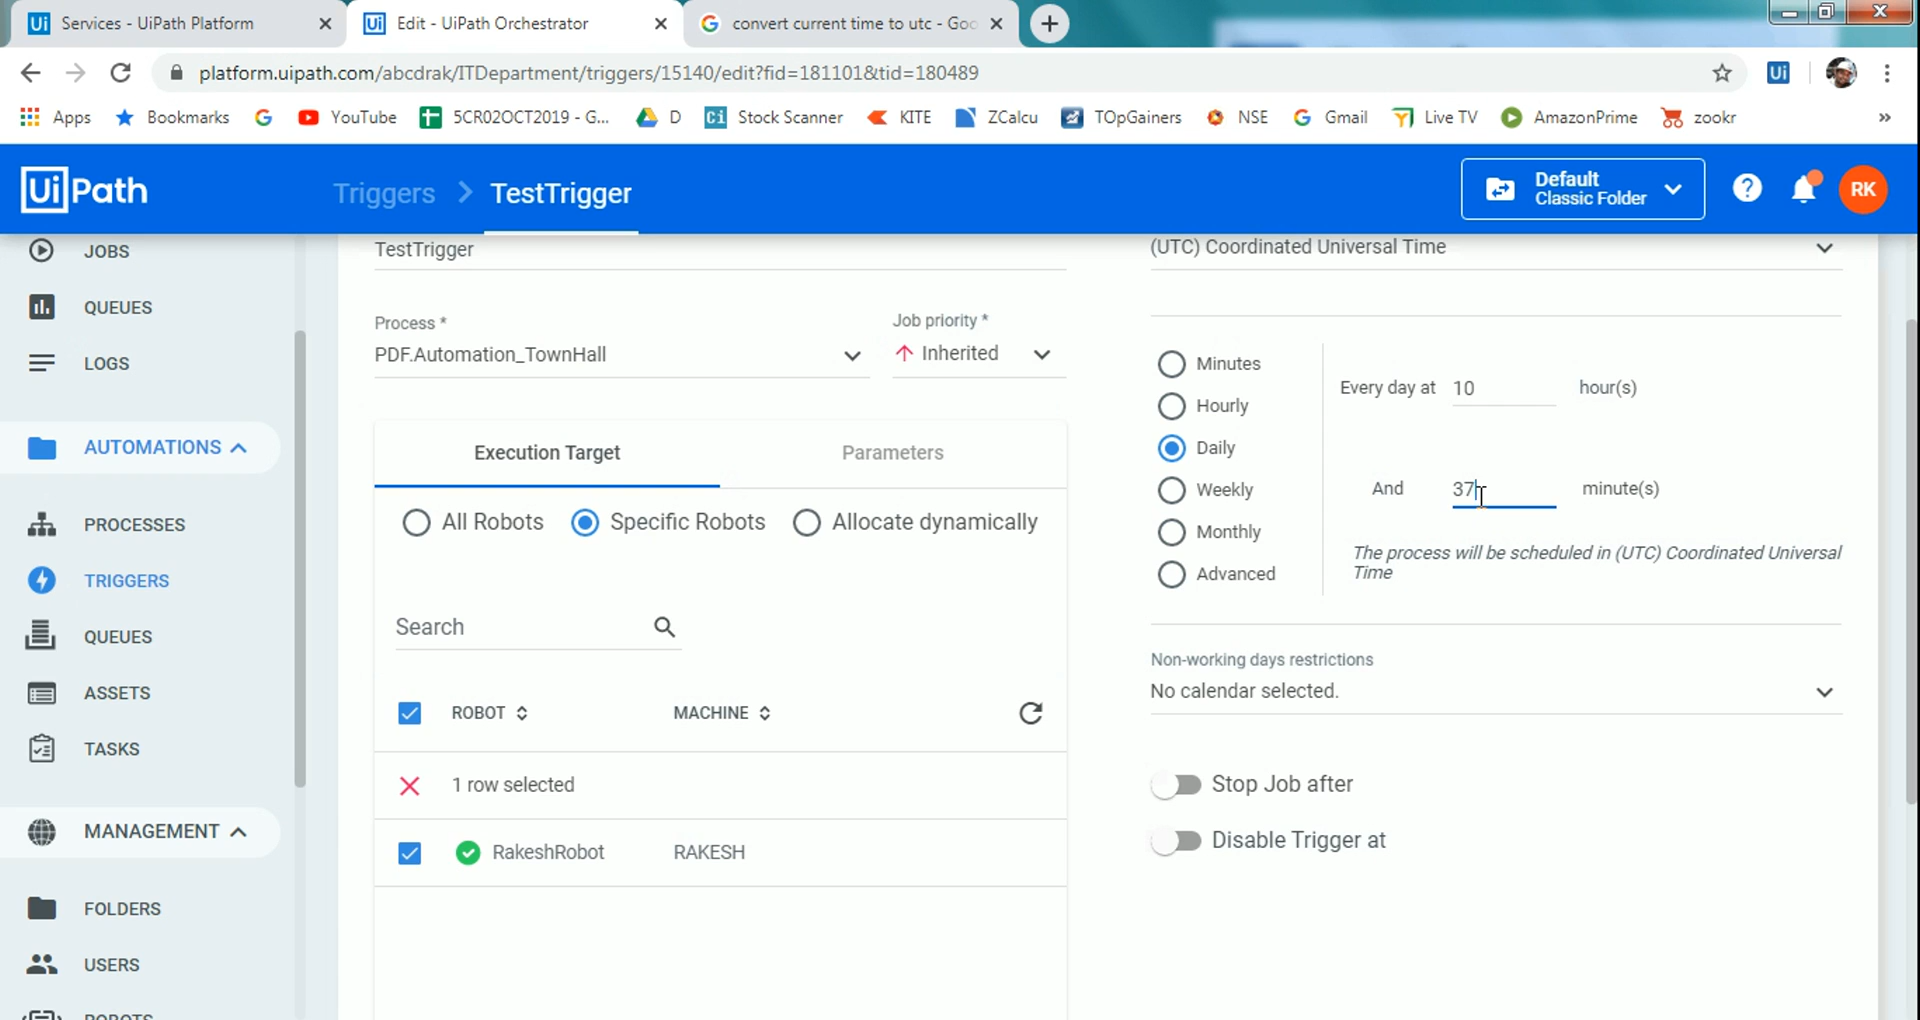 Services - UiPath Platform
Edit - UiPath Orchestrator
convert current time to utc - Goo
platform.uipath.com/abcdrak/ITDepartment/triggers/15140/edit?fid=181101&tid=180489
Ui
Apps
Bookmarks
YouTube
5CR02OCT2019 - G...
D
Ci Stock Scanner
KITE
ZCalcu
TOpGainers
NSE
Gmail
Live TV
AmazonPrime
zookr
»
UiPath
Triggers > TestTrigger
Default
Classic Folder
RK
JOBS
QUEUES
LOGS
AUTOMATIONS
PROCESSES
TRIGGERS
QUEUES
ASSETS
TASKS
MANAGEMENT
FOLDERS
USERS
ROBOTS
TestTrigger
Process *
PDF.Automation_TownHall
Job priority *
Inherited
Execution Target
Parameters
All Robots
Specific Robots
Allocate dynamically
Search
ROBOT
MACHINE
1 row selected
RakeshRobot
RAKESH
(UTC) Coordinated Universal Time
Minutes
Hourly
Daily
Weekly
Monthly
Advanced
Every day at 10 hour(s)
And 37 minute(s)
The process will be scheduled in (UTC) Coordinated Universal
Time
Non-working days restrictions
No calendar selected.
Stop Job after
Disable Trigger at